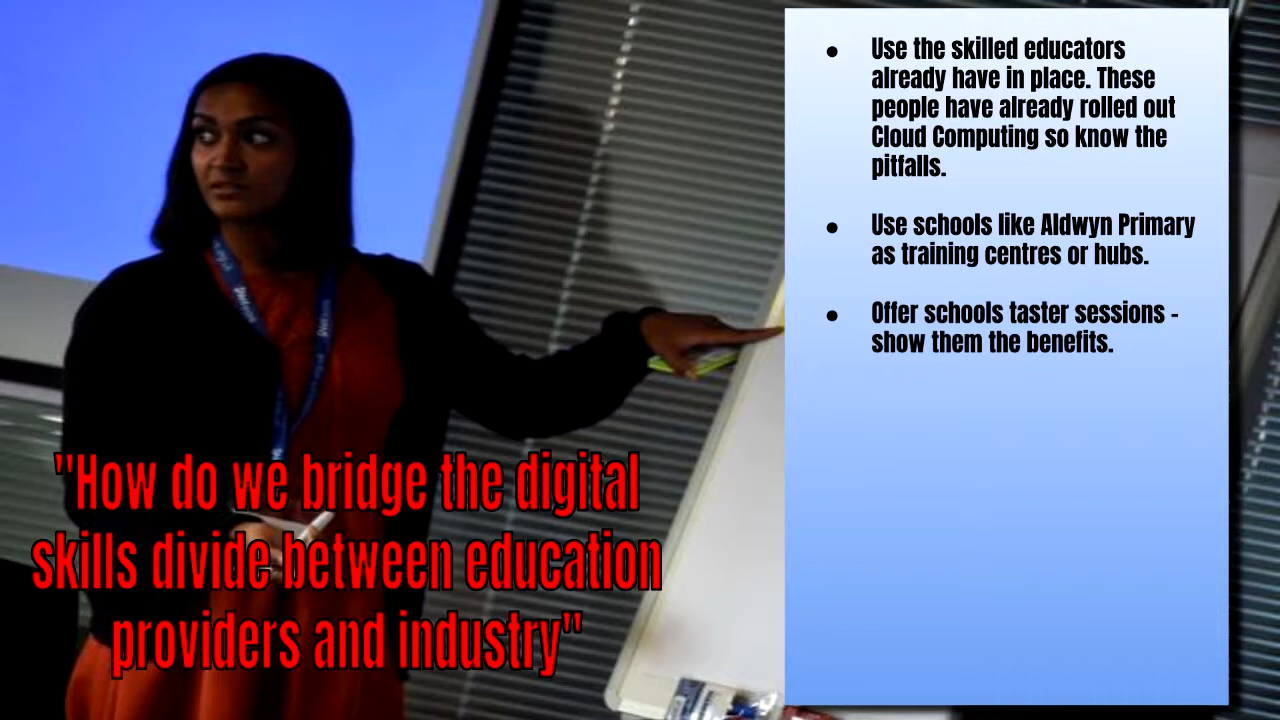 ● Use the skilled educators
already have in place. These
people have already rolled out
Cloud Computing so know the
pitfalls.
● Use schools like Aldwyn Primary
as training centres or hubs.
● Offer schools taster sessions -
show them the benefits.
"How do we bridge the digital
skills divide between education
providers and industry"